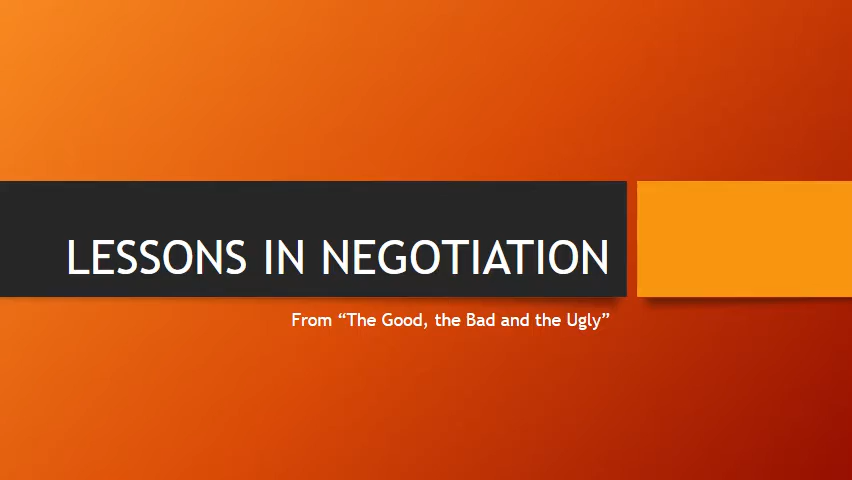 LESSONS IN NEGOTIATION
From “The Good, the Bad and the Ugly”